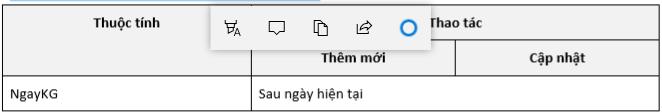 Thuộc tính
Thao tác
Thêm mới Cập nhật
NgayKG Sau ngày hiện tại